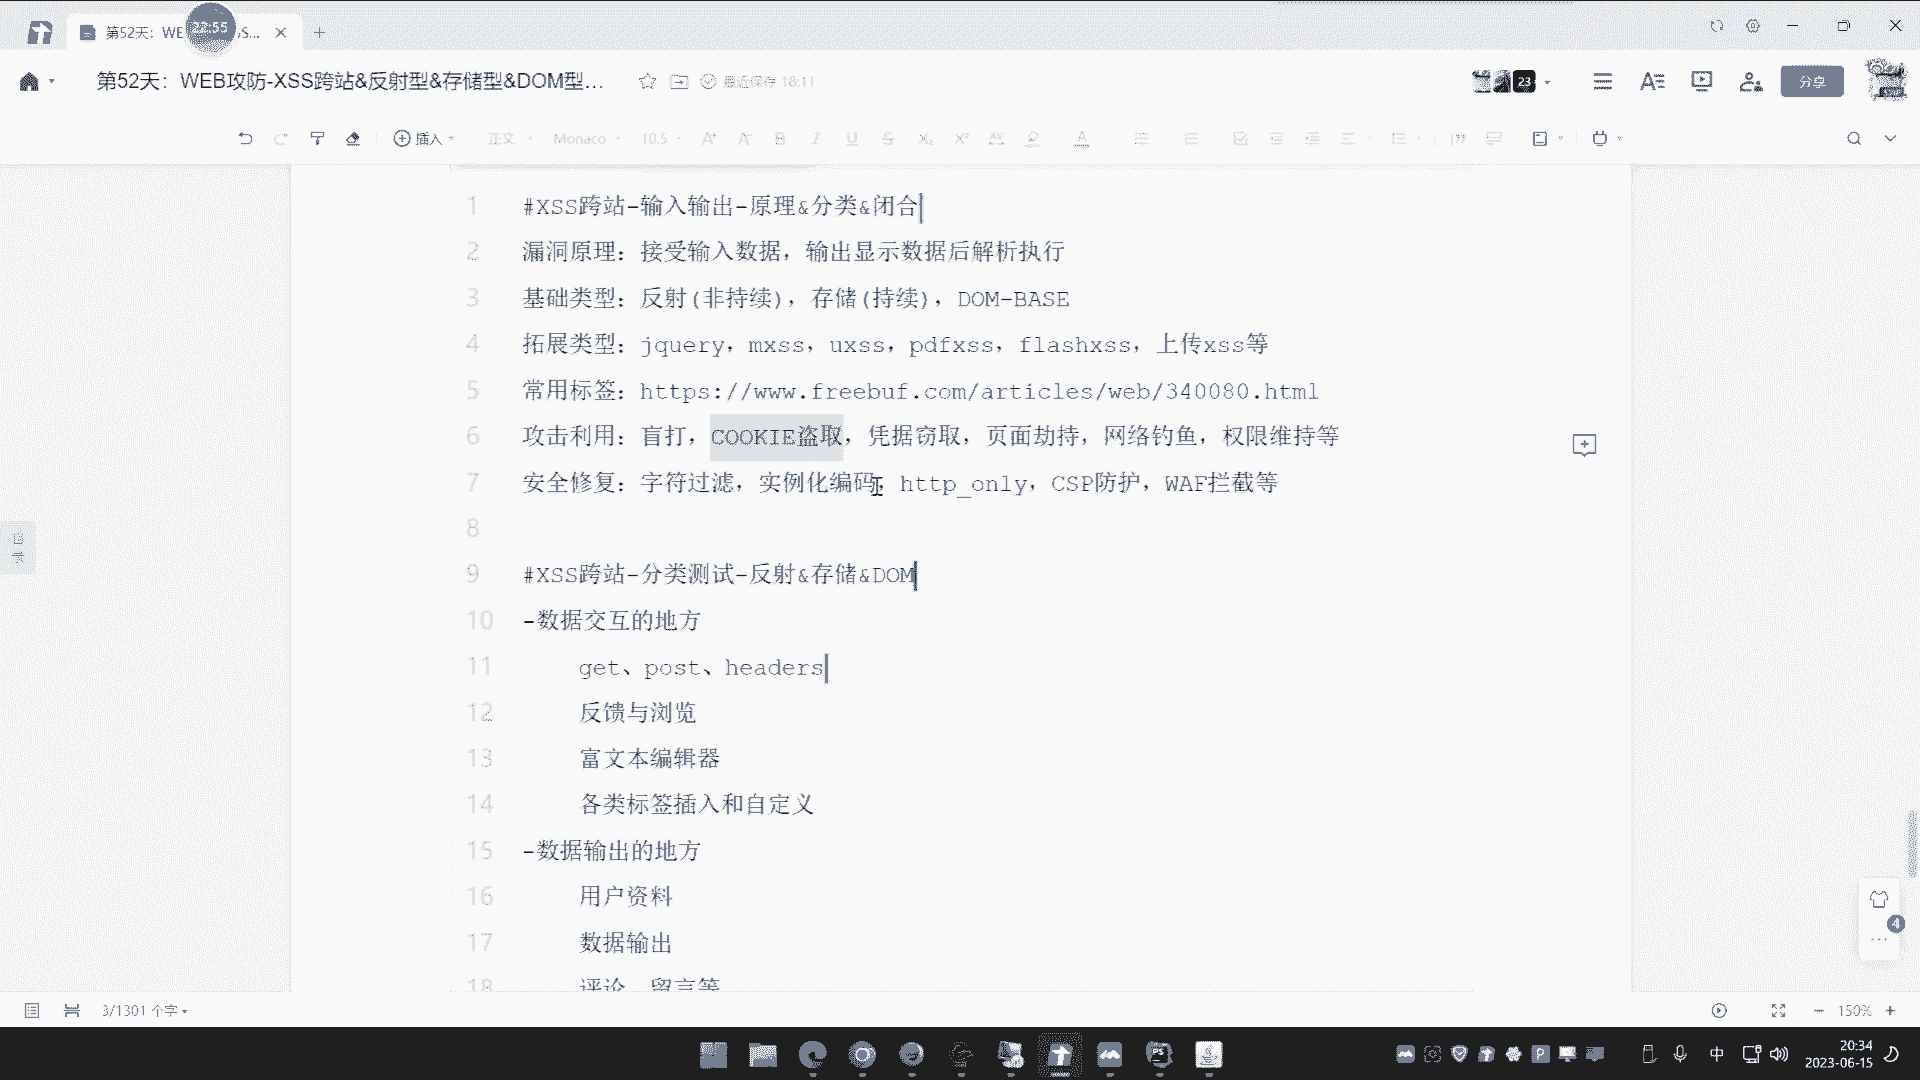 第52天：WE
22:55
S...
第52天：WEB攻防-XSS跨站&反射型&存储型&DOM型...
最近保存 18:11
23
分享
插入
正文
Monaco
10.5
1 #XSS跨站-输入输出-原理&分类&闭合
2 漏洞原理：接受输入数据，输出显示数据后解析执行
3 基础类型：反射(非持续)，存储(持续)，DOM-BASE
4 拓展类型：jquery，mxss，uxss，pdfxss，flashxss，上传xss等
5 常用标签：https://www.freebuf.com/articles/web/340080.html
6 攻击利用：盲打，COOKIE盗取，凭据窃取，页面劫持，网络钓鱼，权限维持等
7 安全修复：字符过滤，实例化编码，http_only，CSP防护，WAF拦截等
8
9 #XSS跨站-分类测试-反射&存储&DOM
10 -数据交互的地方
11 get、post、headers
12 反馈与浏览
13 富文本编辑器
14 各类标签插入和自定义
15 -数据输出的地方
16 用户资料
17 数据输出
18 评论，留言等
目录
4
3/1301 个字
150%
中
20:34
2023-06-15